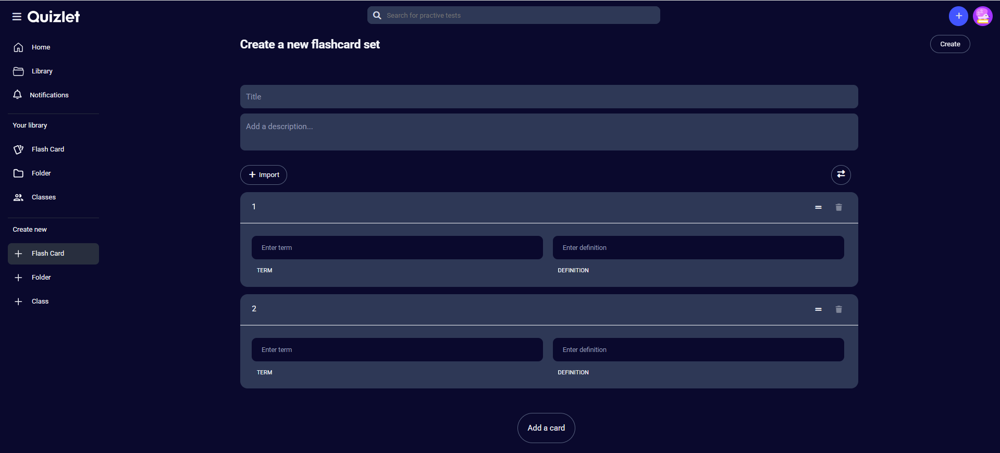 Quizlet
Search for practive tests
Home
Library
Notifications
Your library
Flash Card
Folder
Classes
Create new
Flash Card
Folder
Class
Create a new flashcard set
Create
Title
Add a description...
Import
1
Enter term
Enter definition
TERM
DEFINITION
2
Enter term
Enter definition
TERM
DEFINITION
Add a card